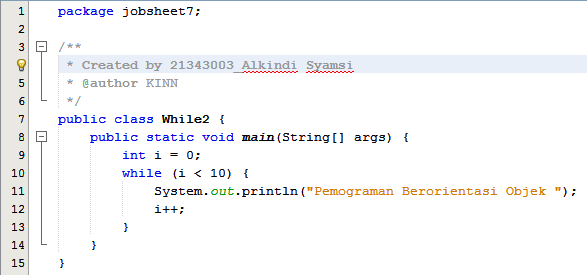 1 package jobsheet7;
2
3 /**
* Created by 21343003_Alkindi Syamsi
5 * @author KINN
6 */
7 public class While2 {
8 public static void main(String[] args) {
9 int i = 0;
10 while (i < 10) {
11 System.out.println("Pemograman Berorientasi Objek ");
12 i++;
13 }
14 }
15 }